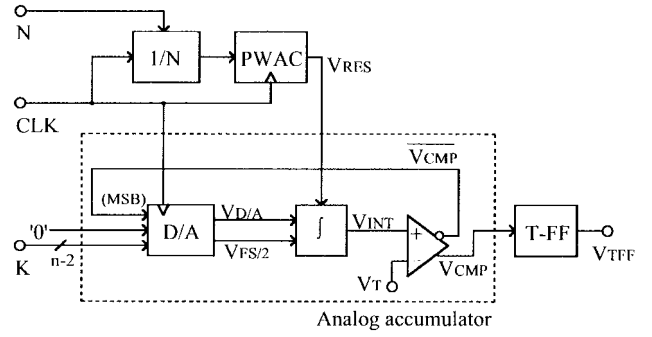 N
1/N
PWAC
VRES
CLK
VCMP
(MSB)
'0'
D/A
VD/A
VFS/2
∫
VINT
+
-
VCMP
T-FF
VTFF
K
n-2
VT
Analog accumulator